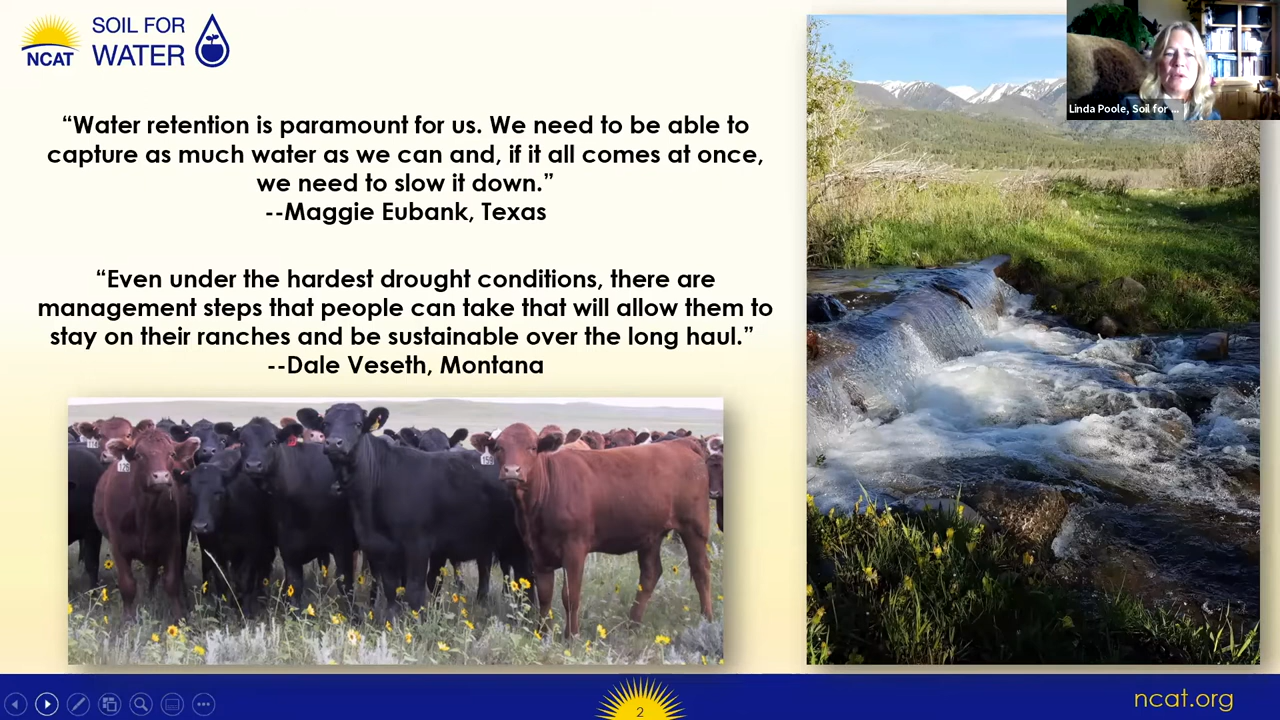 SOIL FOR
NCAT WATER
Linda Poole, Soil for ...
“Water retention is paramount for us. We need to be able to
capture as much water as we can and, if it all comes at once,
we need to slow it down.”
--Maggie Eubank, Texas
“Even under the hardest drought conditions, there are
management steps that people can take that will allow them to
stay on their ranches and be sustainable over the long haul.”
--Dale Veseth, Montana
2
ncat.org